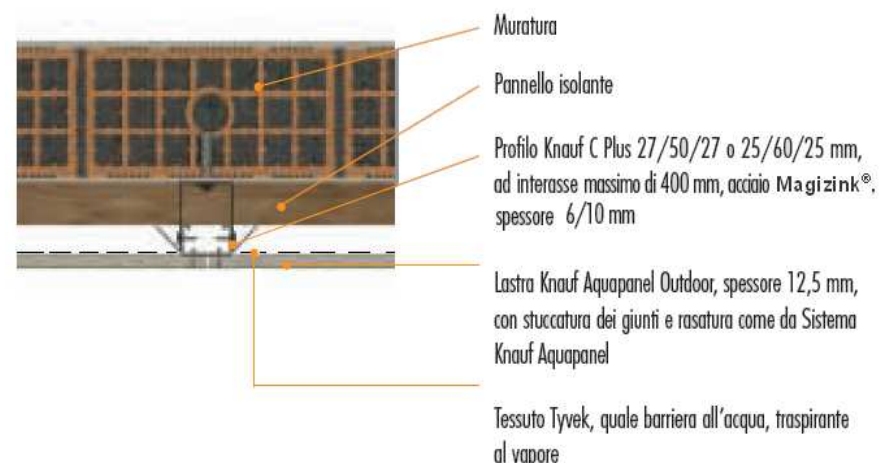 Muratura
Pannello isolante
Profilo Knauf C Plus 27/50/27 o 25/60/25 mm,
ad interasse massimo di 400 mm, acciaio Magizink®,
spessore 6/10 mm
Lastra Knauf Aquapanel Outdoor, spessore 12,5 mm,
con stuccatura dei giunti e rasatura come da Sistema
Knauf Aquapanel
Tessuto Tyvek, quale barriera all'acqua, traspirante
al vapore